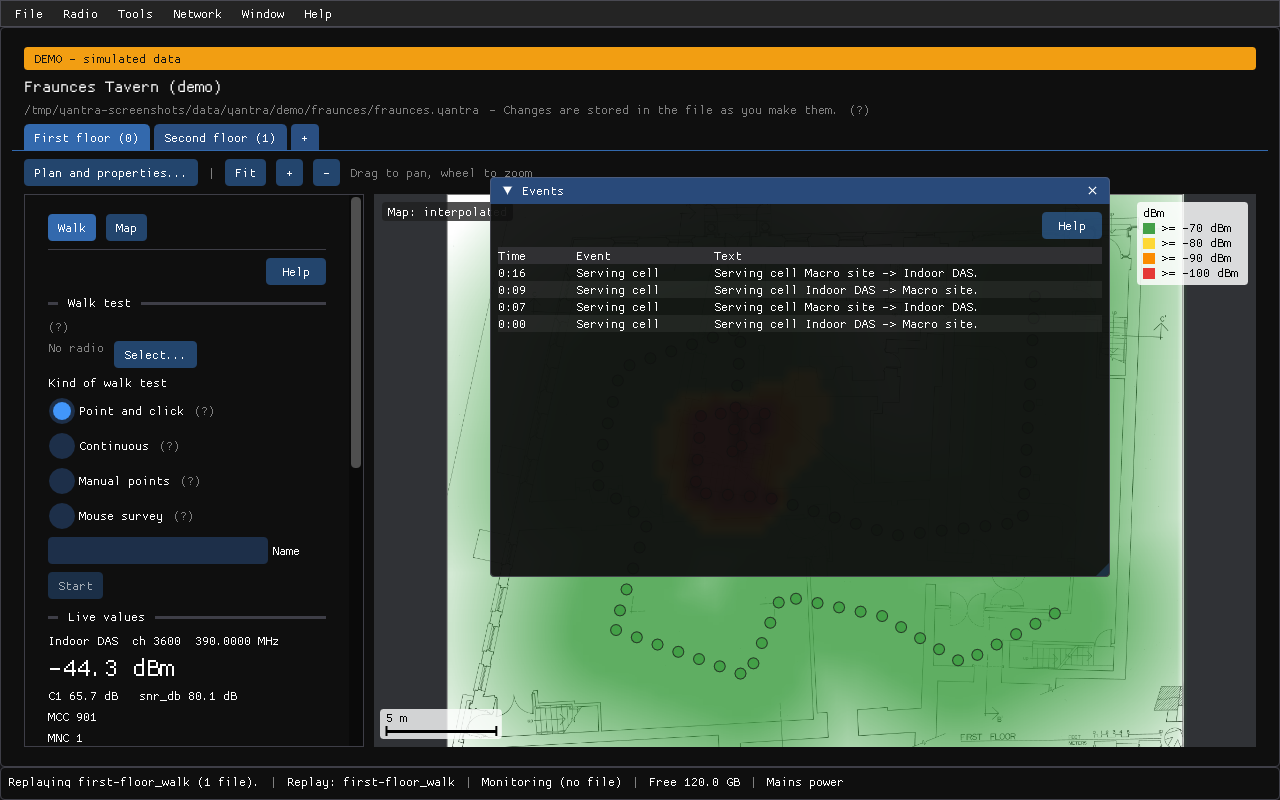 File Radio Tools Network Window Help
DEMO - simulated data
Fraunces Tavern (demo)
/tmp/yantra-screenshots/data/yantra/demo/fraunces/fraunces.yantra - Changes are stored in the file as you make them. (?)
First floor (0) Second floor (1) +
Plan and properties... | Fit + - Drag to pan, wheel to zoom
Walk Map
Help
Walk test
(?)
No radio Select...
Kind of walk test
Point and click (?)
Continuous (?)
Manual points (?)
Mouse survey (?)
Name
Start
Live values
Indoor DAS ch 3600 390.0000 MHz
-44.3 dBm
C1 65.7 dB snr_db 80.1 dB
MCC 901
MNC 1
Map: interpolated
▼ Events ✕
Help
Time Event Text
0:16 Serving cell Serving cell Macro site -> Indoor DAS.
0:09 Serving cell Serving cell Indoor DAS -> Macro site.
0:07 Serving cell Serving cell Macro site -> Indoor DAS.
0:00 Serving cell Serving cell Indoor DAS -> Macro site.
dBm
>= -70 dBm
>= -80 dBm
>= -90 dBm
>= -100 dBm
5 m
FIRST FLOOR
METERS
Replaying first-floor_walk (1 file). | Replay: first-floor_walk | Monitoring (no file) | Free 120.0 GB | Mains power